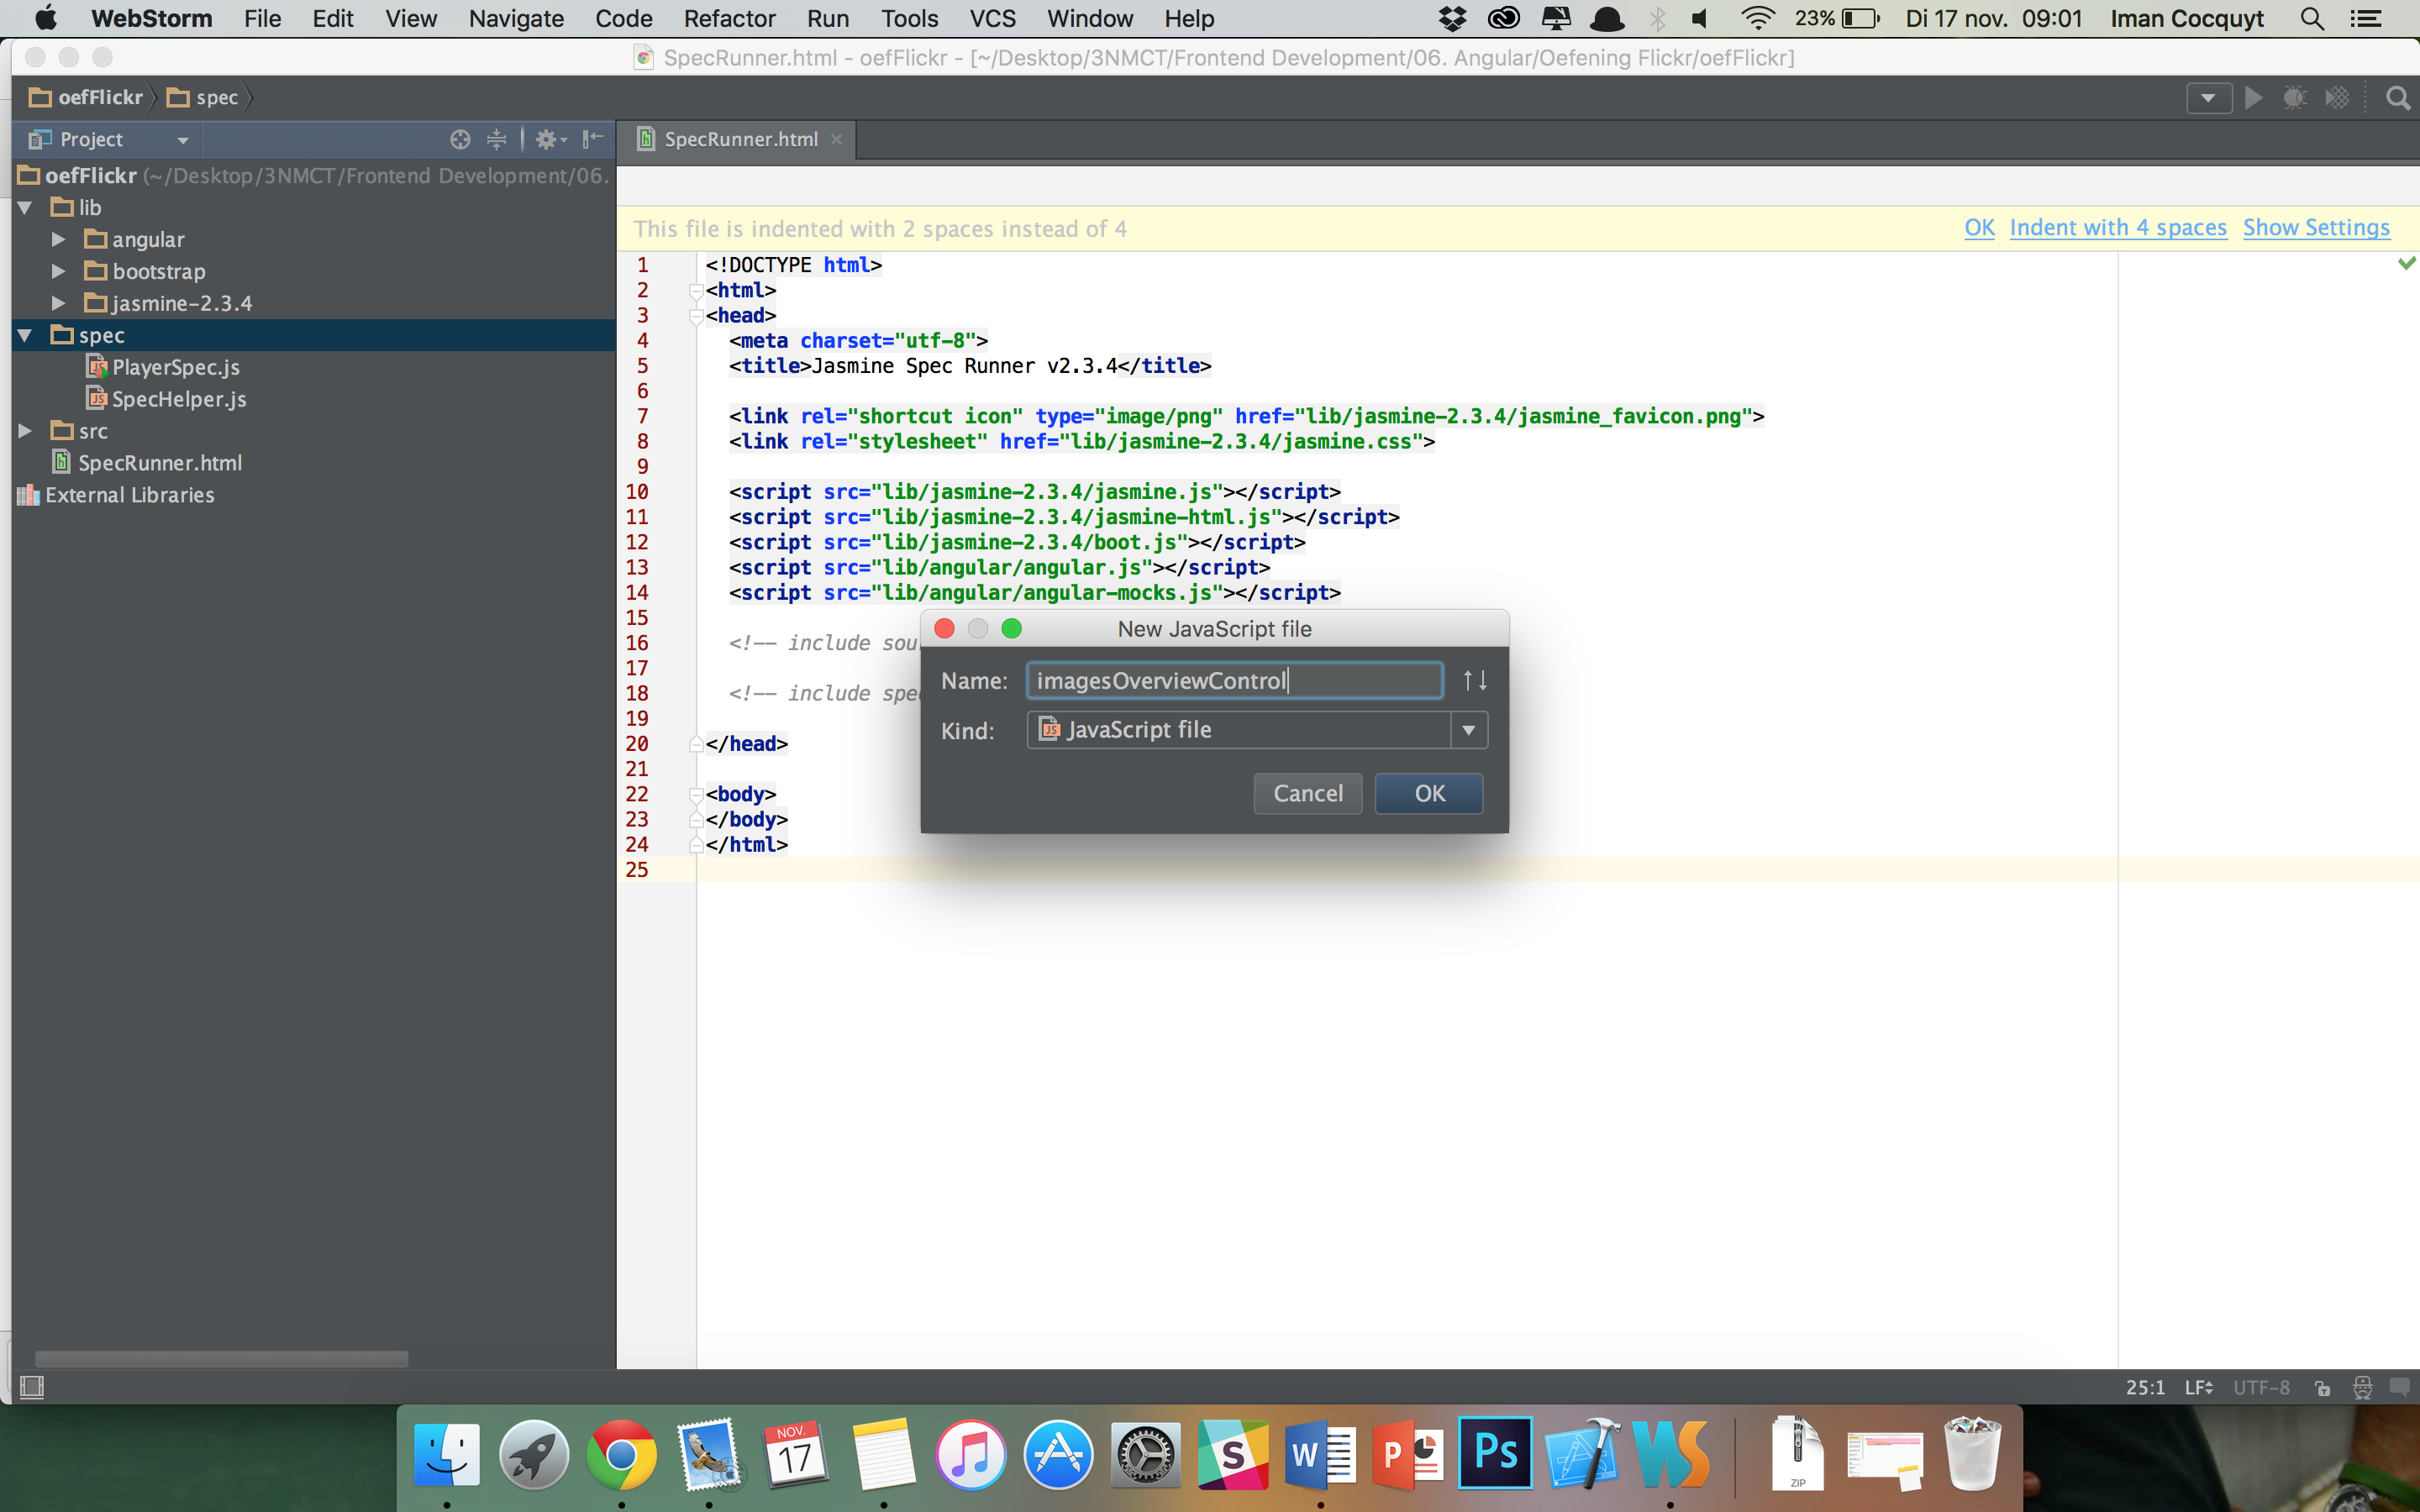 WebStorm File Edit View Navigate Code Refactor Run Tools VCS Window Help 23% Di 17 nov. 09:01 Iman Cocquyt
SpecRunner.html - oefFlickr - [~/Desktop/3NMCT/Frontend Development/06. Angular/Oefening Flickr/oefFlickr]
oefFlickr spec
Project
SpecRunner.html
oefFlickr (~/Desktop/3NMCT/Frontend Development/06.
lib
angular
bootstrap
jasmine-2.3.4
spec
PlayerSpec.js
SpecHelper.js
src
SpecRunner.html
External Libraries
This file is indented with 2 spaces instead of 4 OK Indent with 4 spaces Show Settings
1 <!DOCTYPE html>
2 <html>
3 <head>
4 <meta charset="utf-8">
5 <title>Jasmine Spec Runner v2.3.4</title>
6
7 <link rel="shortcut icon" type="image/png" href="lib/jasmine-2.3.4/jasmine_favicon.png">
8 <link rel="stylesheet" href="lib/jasmine-2.3.4/jasmine.css">
9
10 <script src="lib/jasmine-2.3.4/jasmine.js"></script>
11 <script src="lib/jasmine-2.3.4/jasmine-html.js"></script>
12 <script src="lib/jasmine-2.3.4/boot.js"></script>
13 <script src="lib/angular/angular.js"></script>
14 <script src="lib/angular/angular-mocks.js"></script>
15
16 <!-- include sou
17
18 <!-- include spe
19
20 </head>
21
22 <body>
23 </body>
24 </html>
25
New JavaScript file
Name: imagesOverviewControl
Kind: JavaScript file
Cancel OK
25:1 LF UTF-8
NOV.
17
S
W
P
Ps
WS
ZIP